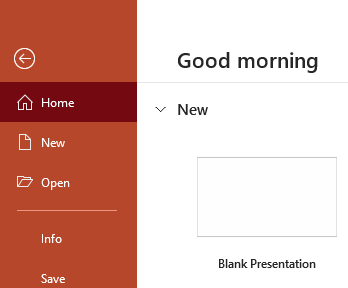 Good morning
Home
New
New
Open
Blank Presentation
Info
Save